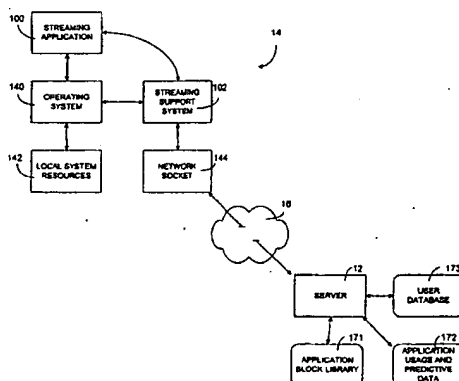 100
STREAMING
APPLICATION
14
140
OPERATING
SYSTEM
STREAMING
SUPPORT
SYSTEM
102
142
LOCAL SYSTEM
RESOURCES
NETWORK
SOCKET
144
16
12
SERVER
173
USER
DATABASE
171
APPLICATION
BLOCK LIBRARY
172
APPLICATION
USAGE AND
PREDICTIVE
DATA